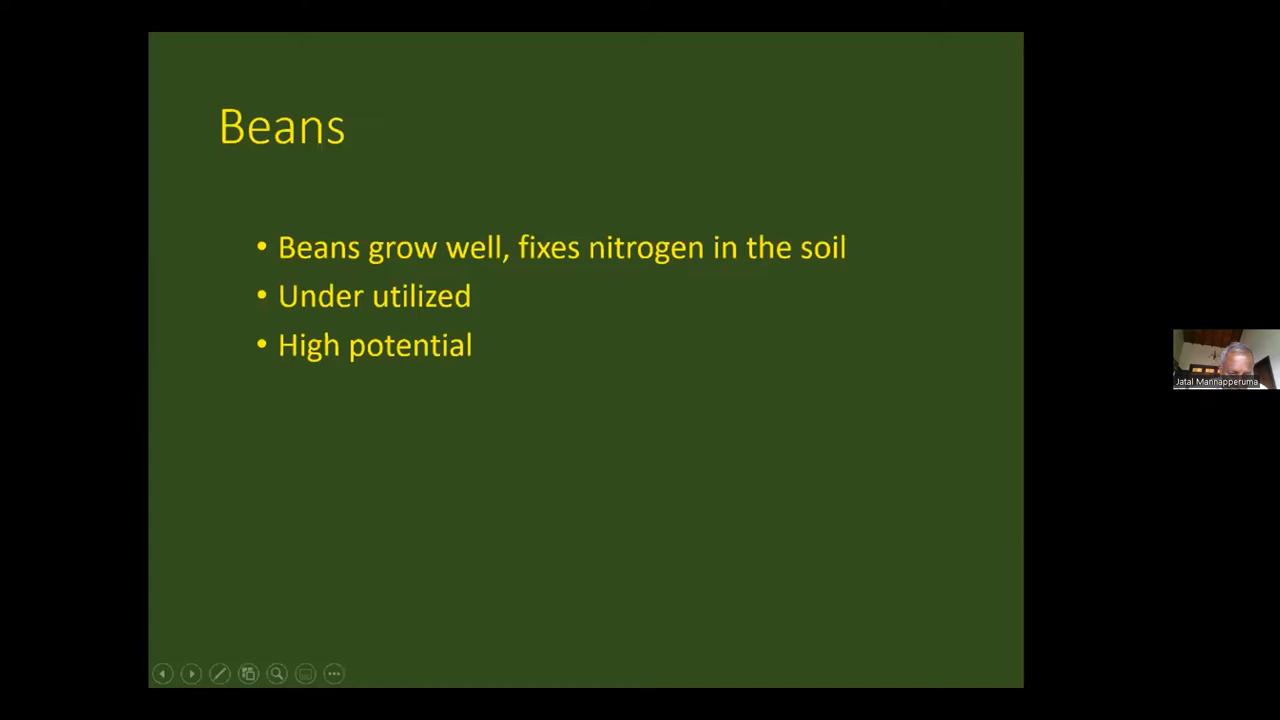 Beans
• Beans grow well, fixes nitrogen in the soil
• Under utilized
• High potential
Jatal Mannapperuma